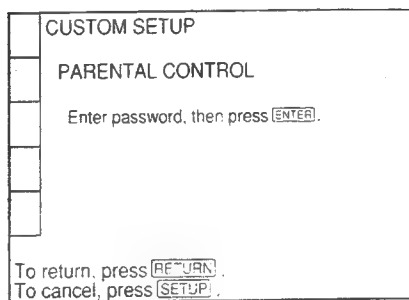 CUSTOM SETUP
PARENTAL CONTROL
Enter password, then press ENTER.
To return, press RETURN.
To cancel, press SETUP.